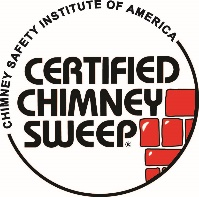 CHIMNEY SAFETY INSTITUTE OF AMERICA
CERTIFIED
CHIMNEY
SWEEP®